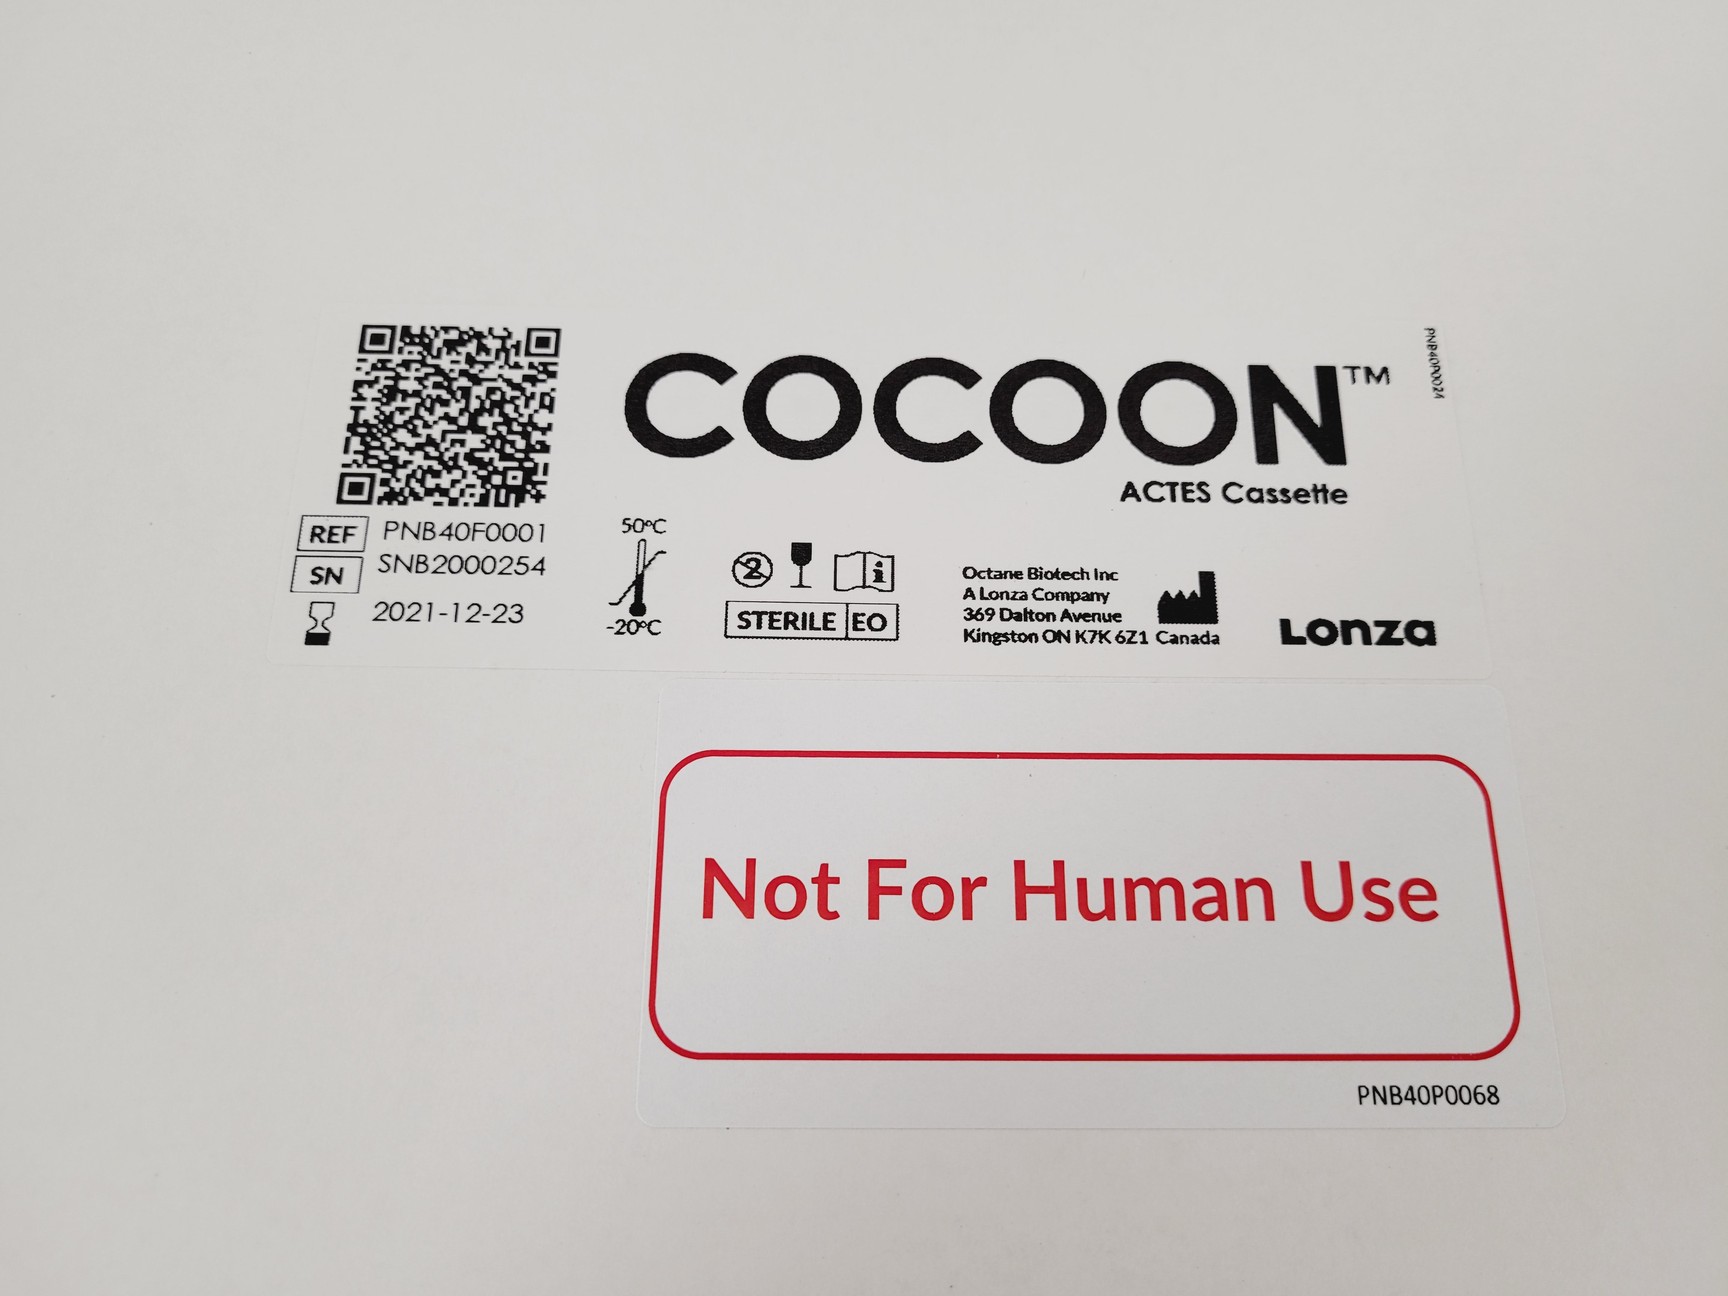 COCOON™
ACTES Cassette
PNB40P0024
REF PNB40F0001
SN SNB2000254
2021-12-23
50°C
-20°C
2
i
STERILE EO
Octane Biotech Inc
A Lonza Company
369 Dalton Avenue
Kingston ON K7K 6Z1 Canada
Lonza
Not For Human Use
PNB40P0068